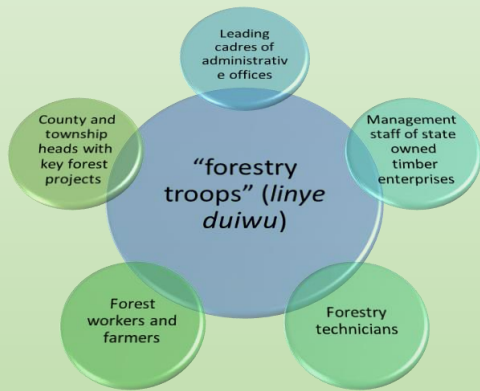 Leading
cadres of
administrativ
e offices
County and
township
heads with
key forest
projects
Management
staff of state
owned
timber
enterprises
“forestry
troops” (linye
duiwu)
Forest
workers and
farmers
Forestry
technicians